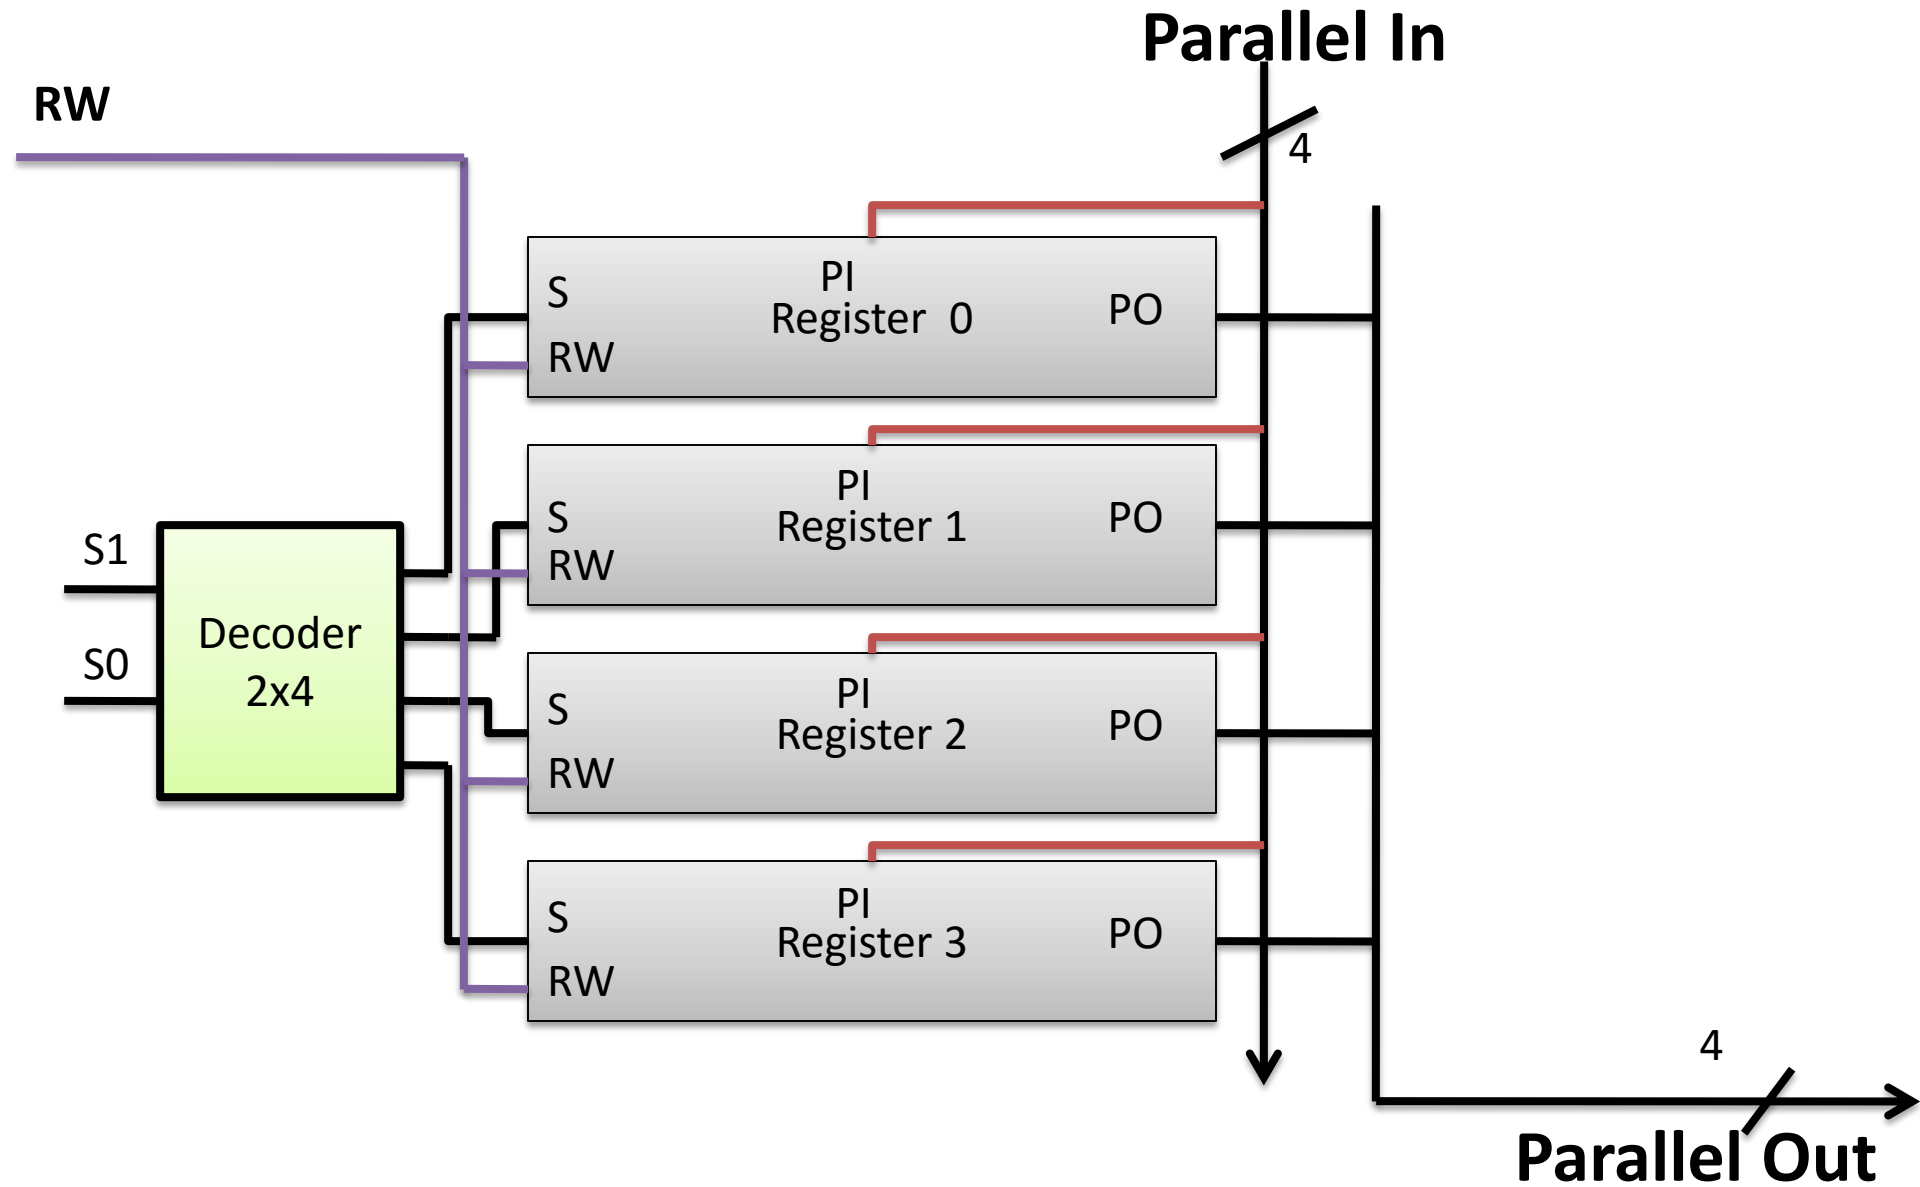 Parallel In
RW
4
S
PI
Register 0
PO
RW
S
PI
Register 1
PO
RW
S1
S0
Decoder
2x4
S
PI
Register 2
PO
RW
S
PI
Register 3
PO
RW
4
Parallel Out